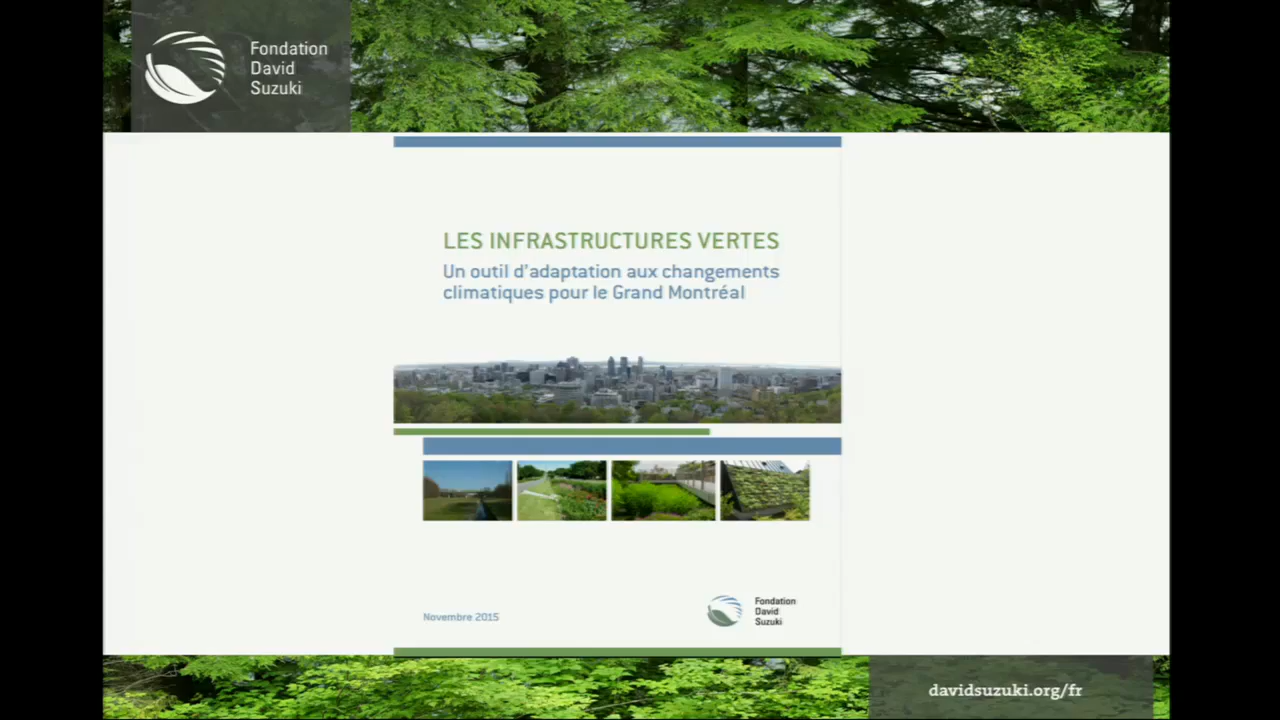 Fondation
David
Suzuki
LES INFRASTRUCTURES VERTES
Un outil d'adaptation aux changements
climatiques pour le Grand Montréal
Novembre 2015
Fondation
David
Suzuki
davidsuzuki.org/fr